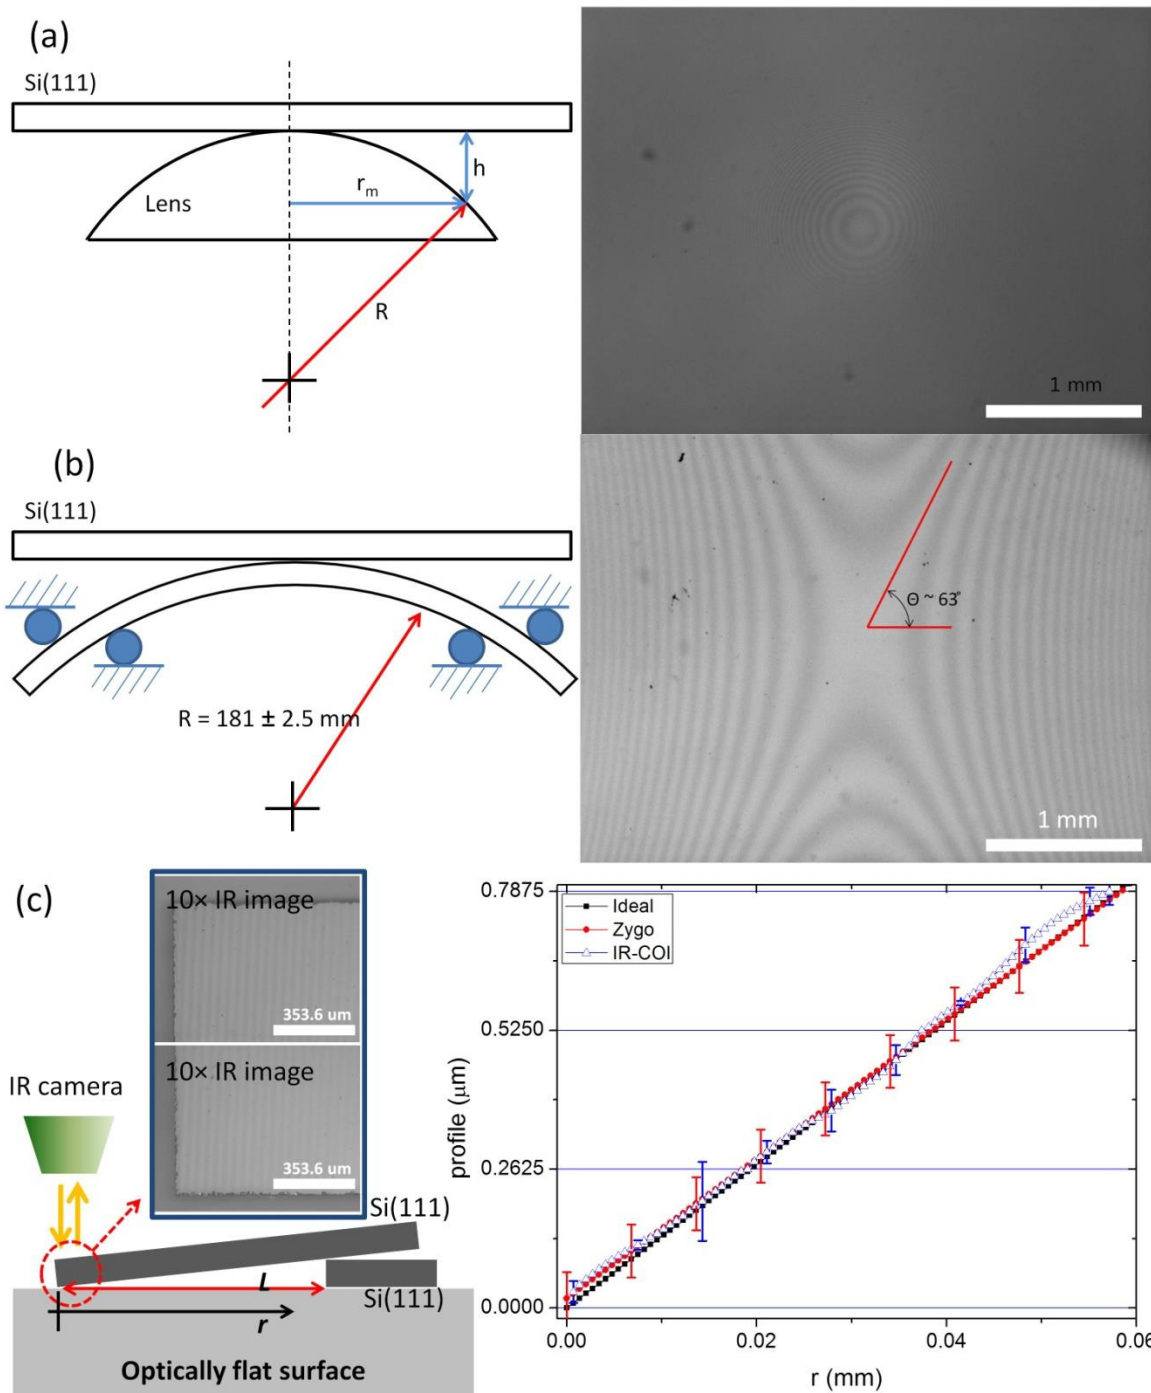 (a)
Si(111)
h
rm
Lens
R
1 mm
(b)
Si(111)
R = 181 ± 2.5 mm
Θ ~ 63°
1 mm
(c)
10× IR image
353.6 um
10× IR image
353.6 um
IR camera
Si(111)
L
Si(111)
r
Optically flat surface
0.7875
0.5250
0.2625
0.0000
profile (μm)
Ideal
Zygo
IR-COI
0.00
0.02
0.04
0.06
r (mm)